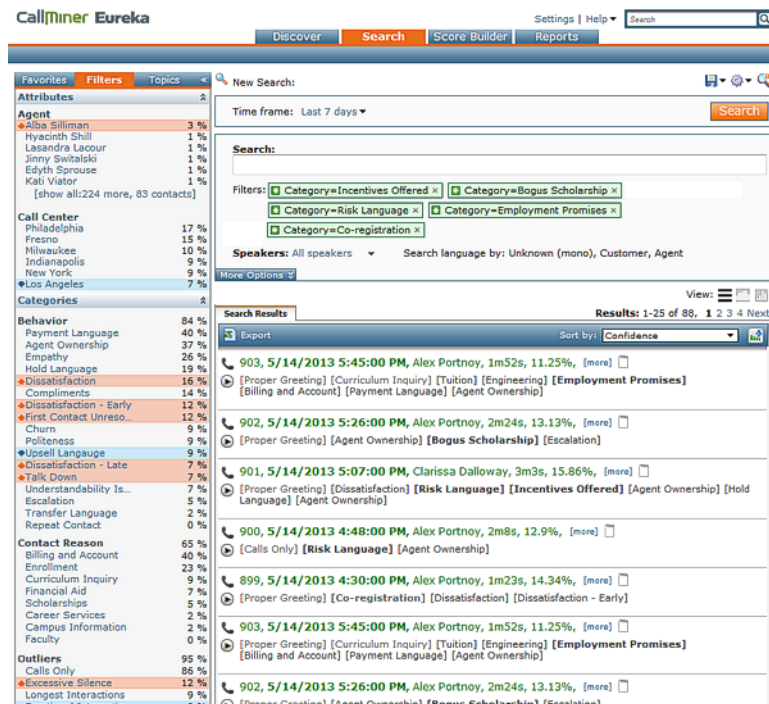 CallMiner Eureka
Settings | Help
Search
Discover
Search
Score Builder
Reports
Favorites
Filters
Topics «
Attributes
Agent
Alba Silliman 3 %
Hyacinth Shill 1 %
Lasandra Lacour 1 %
Jinny Switalski 1 %
Edyth Sprouse 1 %
Kati Viator 1 %
[show all:224 more, 83 contacts]
Call Center
Philadelphia 17 %
Fresno 15 %
Milwaukee 10 %
Indianapolis 9 %
New York 9 %
Los Angeles 7 %
Categories
Behavior 84 %
Payment Language 40 %
Agent Ownership 37 %
Empathy 26 %
Hold Language 19 %
Dissatisfaction 16 %
Compliments 14 %
Dissatisfaction - Early 12 %
First Contact Unreso... 12 %
Churn 9 %
Politeness 9 %
Upsell Langauge 9 %
Dissatisfaction - Late 7 %
Talk Down 7 %
Understandability Is... 7 %
Escalation 5 %
Transfer Language 2 %
Repeat Contact 0 %
Contact Reason 65 %
Billing and Account 40 %
Enrollment 23 %
Curriculum Inquiry 9 %
Financial Aid 7 %
Scholarships 5 %
Career Services 2 %
Campus Information 2 %
Faculty 0 %
Outliers 95 %
Calls Only 86 %
Excessive Silence 12 %
Longest Interactions 9 %
New Search:
Time frame: Last 7 days
Search
Search:
Filters: Category=Incentives Offered × Category=Bogus Scholarship ×
Category=Risk Language × Category=Employment Promises ×
Category=Co-registration ×
Speakers: All speakers Search language by: Unknown (mono), Customer, Agent
More Options
View:
Search Results
Results: 1-25 of 88, 1 2 3 4 Next
Export
Sort by: Confidence
903, 5/14/2013 5:45:00 PM, Alex Portnoy, 1m52s, 11.25%, [more]
[Proper Greeting] [Curriculum Inquiry] [Tuition] [Engineering] [Employment Promises]
[Billing and Account] [Payment Language] [Agent Ownership]
902, 5/14/2013 5:26:00 PM, Alex Portnoy, 2m24s, 13.13%, [more]
[Proper Greeting] [Agent Ownership] [Bogus Scholarship] [Escalation]
901, 5/14/2013 5:07:00 PM, Clarissa Dalloway, 3m3s, 15.86%, [more]
[Proper Greeting] [Dissatisfaction] [Risk Language] [Incentives Offered] [Agent Ownership] [Hold
Language] [Agent Ownership]
900, 5/14/2013 4:48:00 PM, Alex Portnoy, 2m8s, 12.9%, [more]
[Calls Only] [Risk Language] [Agent Ownership]
899, 5/14/2013 4:30:00 PM, Alex Portnoy, 1m23s, 14.34%, [more]
[Proper Greeting] [Co-registration] [Dissatisfaction] [Dissatisfaction - Early]
903, 5/14/2013 5:45:00 PM, Alex Portnoy, 1m52s, 11.25%, [more]
[Proper Greeting] [Curriculum Inquiry] [Tuition] [Engineering] [Employment Promises]
[Billing and Account] [Payment Language] [Agent Ownership]
902, 5/14/2013 5:26:00 PM, Alex Portnoy, 2m24s, 13.13%, [more]
[Proper Greeting] [Agent Ownership] [Bogus Scholarship] [Escalation]